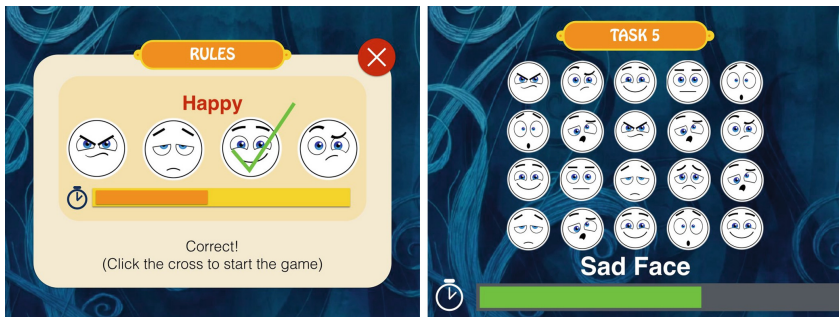 RULES
Happy
Correct!
(Click the cross to start the game)
TASK 5
Sad Face